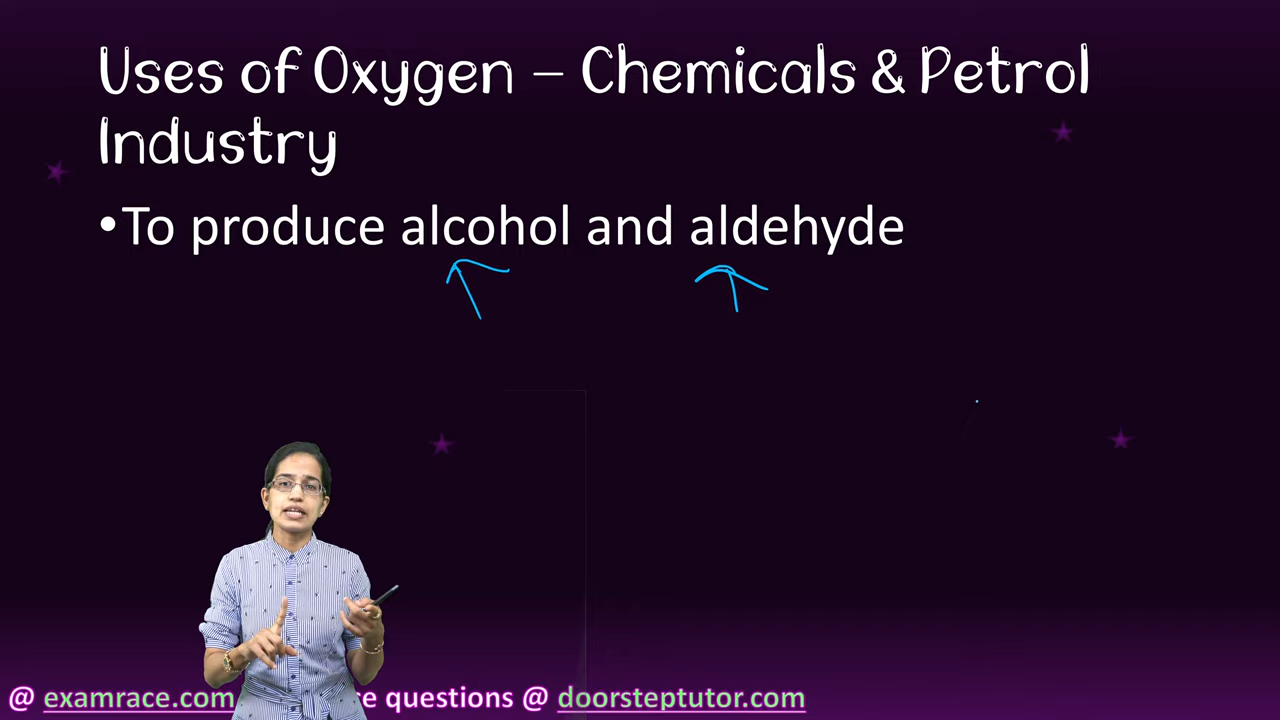 Uses of Oxygen – Chemicals & Petrol
Industry
•To produce alcohol and aldehyde
@ examrace.com questions @ doorsteptutor.com